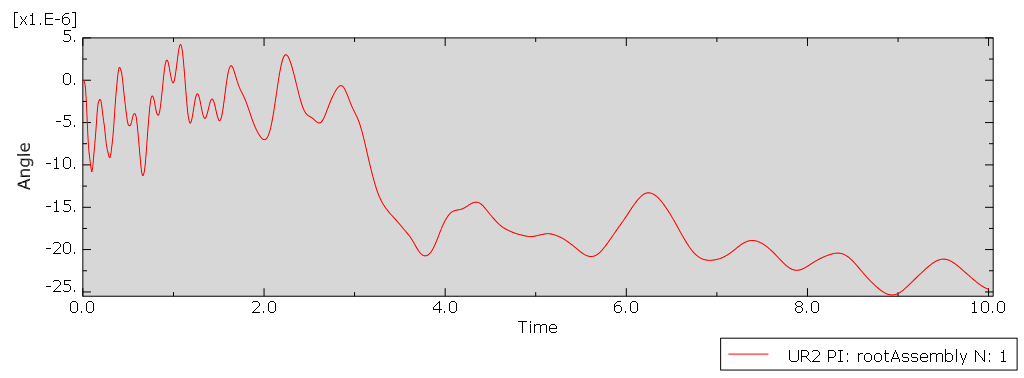 [x1.E-6]
5.
0.
-5.
-10.
-15.
-20.
-25.
Angle
0.0 2.0 4.0 6.0 8.0 10.0
Time
UR2 PI: rootAssembly N: 1